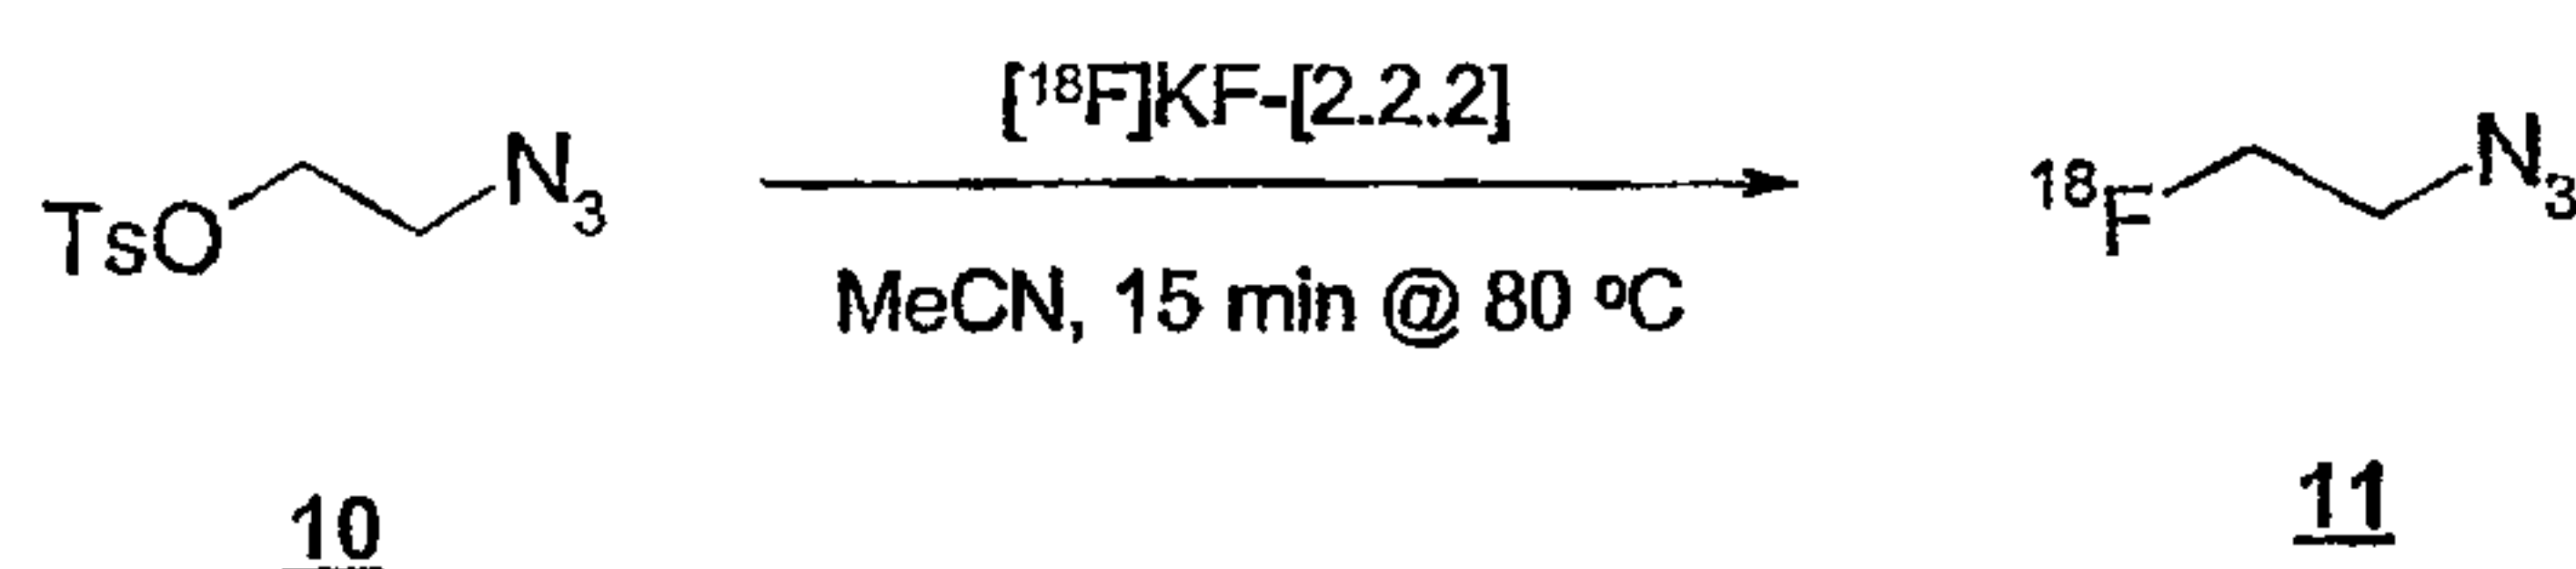 [¹⁸F]KF-[2.2.2]
TsO N₃ ¹⁸F N₃
MeCN, 15 min @ 80 ºC
10 11